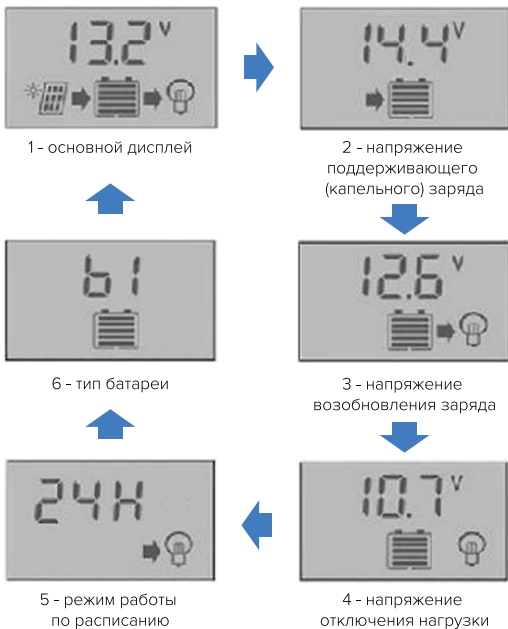 13.2 V
1 - основной дисплей
14.4 V
2 - напряжение
поддерживающего
(капельного) заряда
12.6 V
3 - напряжение
возобновления заряда
10.7 V
4 - напряжение
отключения нагрузки
24H
5 - режим работы
по расписанию
b1
6 - тип батареи